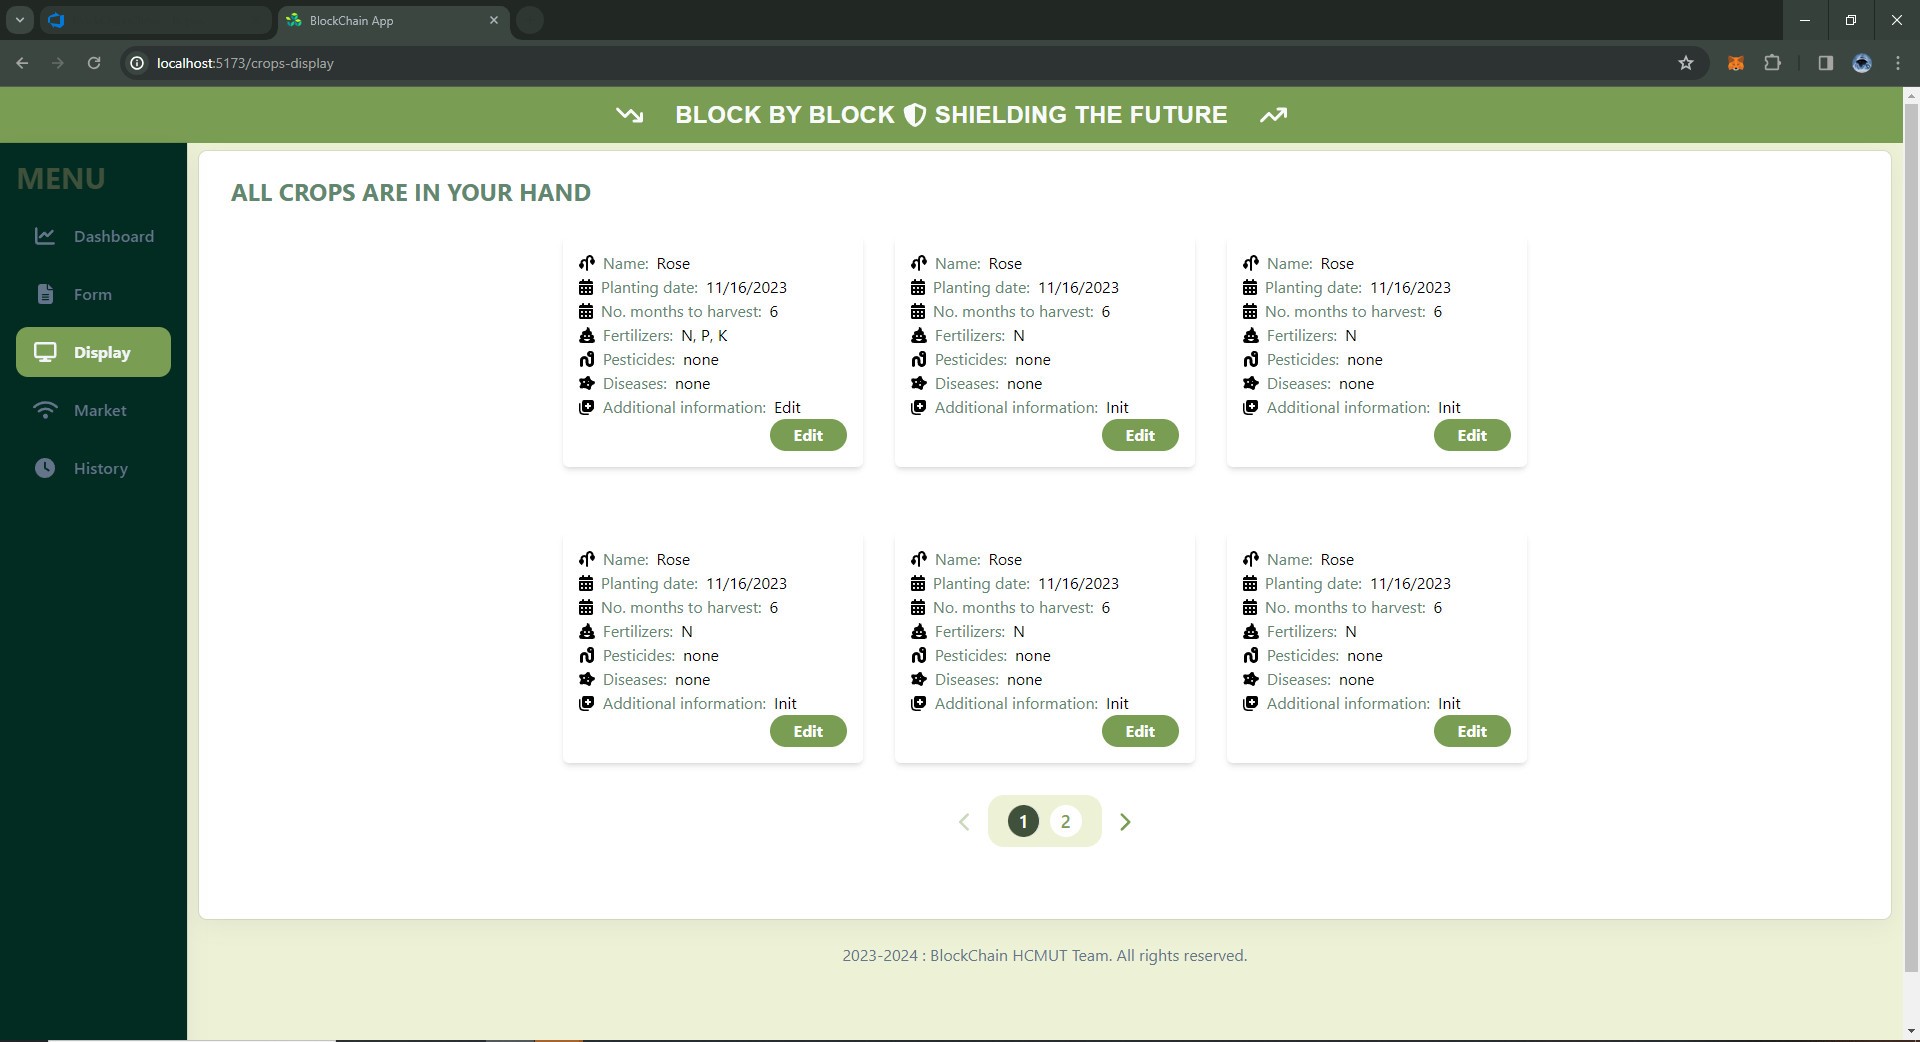 BlockChain App
localhost:5173/crops-display
BLOCK BY BLOCK SHIELDING THE FUTURE
MENU
Dashboard
Form
Display
Market
History
ALL CROPS ARE IN YOUR HAND
Name: Rose
Planting date: 11/16/2023
No. months to harvest: 6
Fertilizers: N, P, K
Pesticides: none
Diseases: none
Additional information: Edit
Edit
Name: Rose
Planting date: 11/16/2023
No. months to harvest: 6
Fertilizers: N
Pesticides: none
Diseases: none
Additional information: Init
Edit
Name: Rose
Planting date: 11/16/2023
No. months to harvest: 6
Fertilizers: N
Pesticides: none
Diseases: none
Additional information: Init
Edit
Name: Rose
Planting date: 11/16/2023
No. months to harvest: 6
Fertilizers: N
Pesticides: none
Diseases: none
Additional information: Init
Edit
Name: Rose
Planting date: 11/16/2023
No. months to harvest: 6
Fertilizers: N
Pesticides: none
Diseases: none
Additional information: Init
Edit
Name: Rose
Planting date: 11/16/2023
No. months to harvest: 6
Fertilizers: N
Pesticides: none
Diseases: none
Additional information: Init
Edit
1 2
2023-2024 : BlockChain HCMUT Team. All rights reserved.